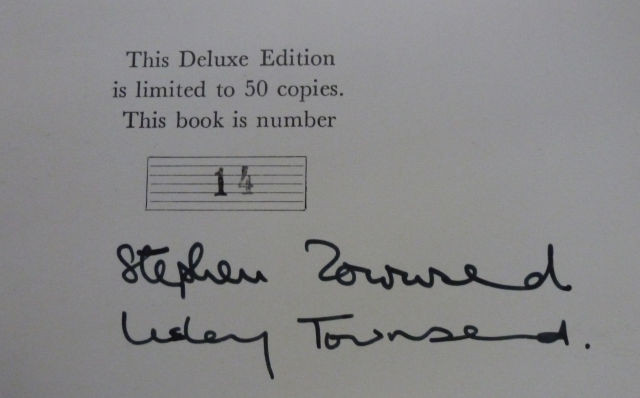 This Deluxe Edition
is limited to 50 copies.
This book is number
14
Stephen Townsend
Lesley Townsend.